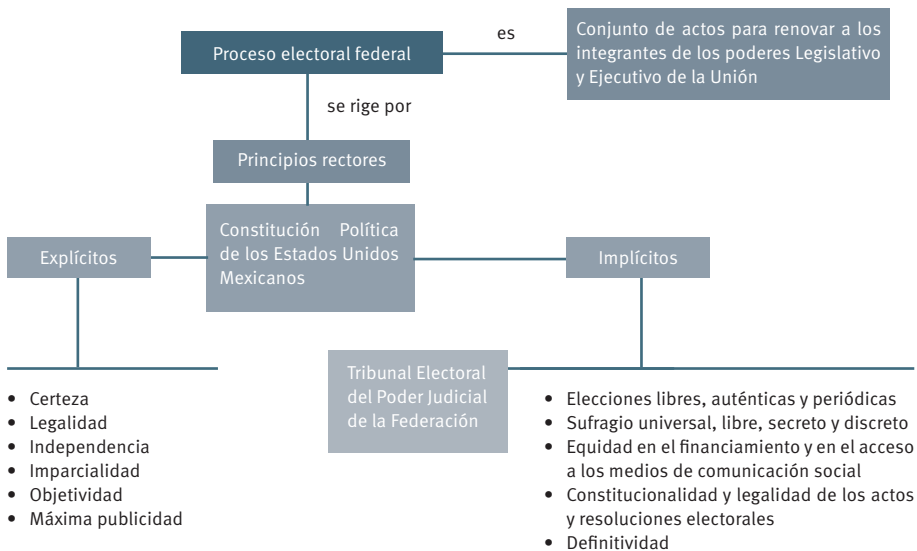 Proceso electoral federal
es
Conjunto de actos para renovar a los
integrantes de los poderes Legislativo
y Ejecutivo de la Unión
se rige por
Principios rectores
Constitución Política
de los Estados Unidos
Mexicanos
Explícitos
Implícitos
Tribunal Electoral
del Poder Judicial
de la Federación
• Certeza
• Legalidad
• Independencia
• Imparcialidad
• Objetividad
• Máxima publicidad
• Elecciones libres, auténticas y periódicas
• Sufragio universal, libre, secreto y discreto
• Equidad en el financiamiento y en el acceso
a los medios de comunicación social
• Constitucionalidad y legalidad de los actos
y resoluciones electorales
• Definitividad